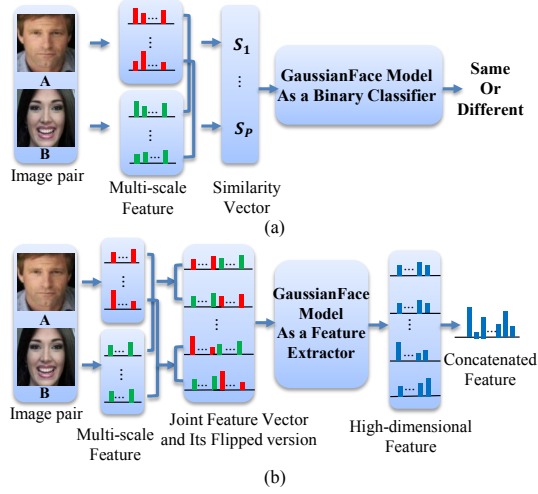 A
B
Image pair
Multi-scale
Feature
S1
⋮
SP
Similarity
Vector
GaussianFace Model
As a Binary Classifier
Same
Or
Different
(a)
A
B
Image pair
Multi-scale
Feature
Joint Feature Vector
and Its Flipped version
GaussianFace
Model
As a Feature
Extractor
High-dimensional
Feature
Concatenated
Feature
(b)